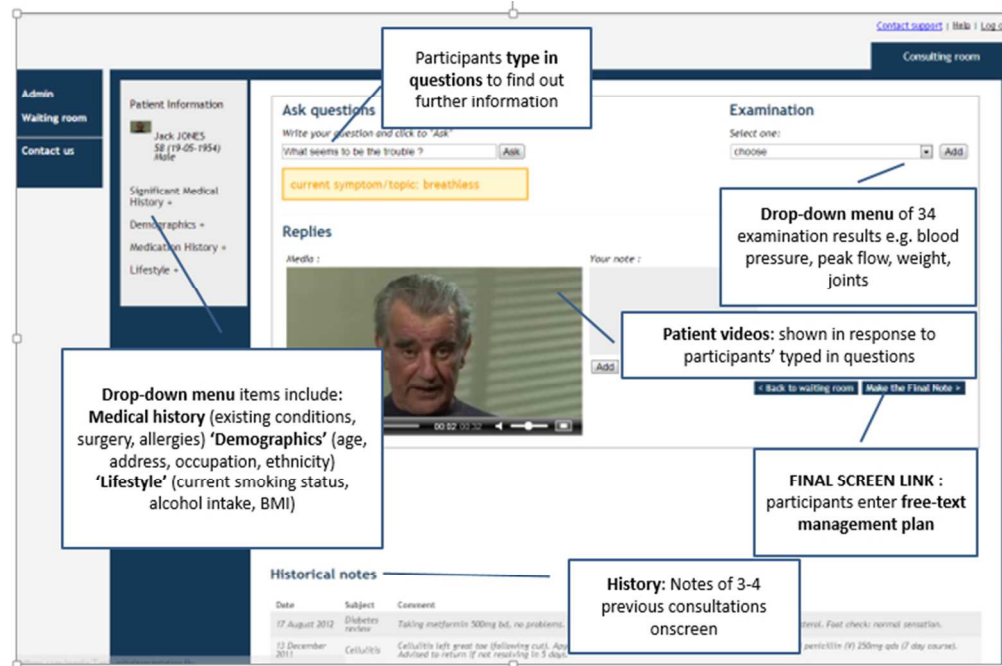 Contact support | Help | Log
Consulting room
Admin
Waiting room
Contact us
Patient Information
Jack JONES
58 (19-05-1954)
Male
Significant Medical
History +
Demographics +
Medication History +
Lifestyle +
Ask questions
Write your question and click to "Ask"
What seems to be the trouble ?
Ask
current symptom/topic: breathless
Participants type in
questions to find out
further information
Examination
Select one:
choose
Add
Drop-down menu of 34
examination results e.g. blood
pressure, peak flow, weight,
joints
Replies
Media :
Your note :
Patient videos: shown in response to
participants' typed in questions
Add
00:02 00:32
< Back to waiting room
Make the Final Note >
Drop-down menu items include:
Medical history (existing conditions,
surgery, allergies) 'Demographics' (age,
address, occupation, ethnicity)
'Lifestyle' (current smoking status,
alcohol intake, BMI)
FINAL SCREEN LINK :
participants enter free-text
management plan
Historical notes
History: Notes of 3-4
previous consultations
onscreen
Date Subject Comment
17 August 2012 Diabetes review Taking metformin 500mg bd, no problems. Foot check: normal sensation.
13 December 2011 Cellulitis Cellulitis left great toe (following cut). penicillin (V) 250mg qds (7 day course).
Advised to return if not resolving in 5 days.